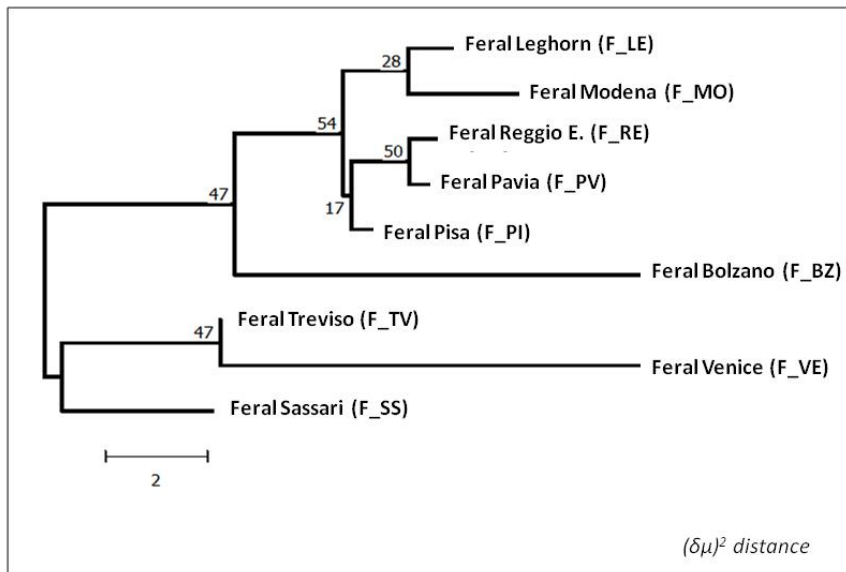 Feral Leghorn (F_LE)
28
Feral Modena (F_MO)
54
Feral Reggio E. (F_RE)
50
Feral Pavia (F_PV)
47
17
Feral Pisa (F_PI)
Feral Bolzano (F_BZ)
Feral Treviso (F_TV)
47
Feral Venice (F_VE)
Feral Sassari (F_SS)
2
(δμ)² distance